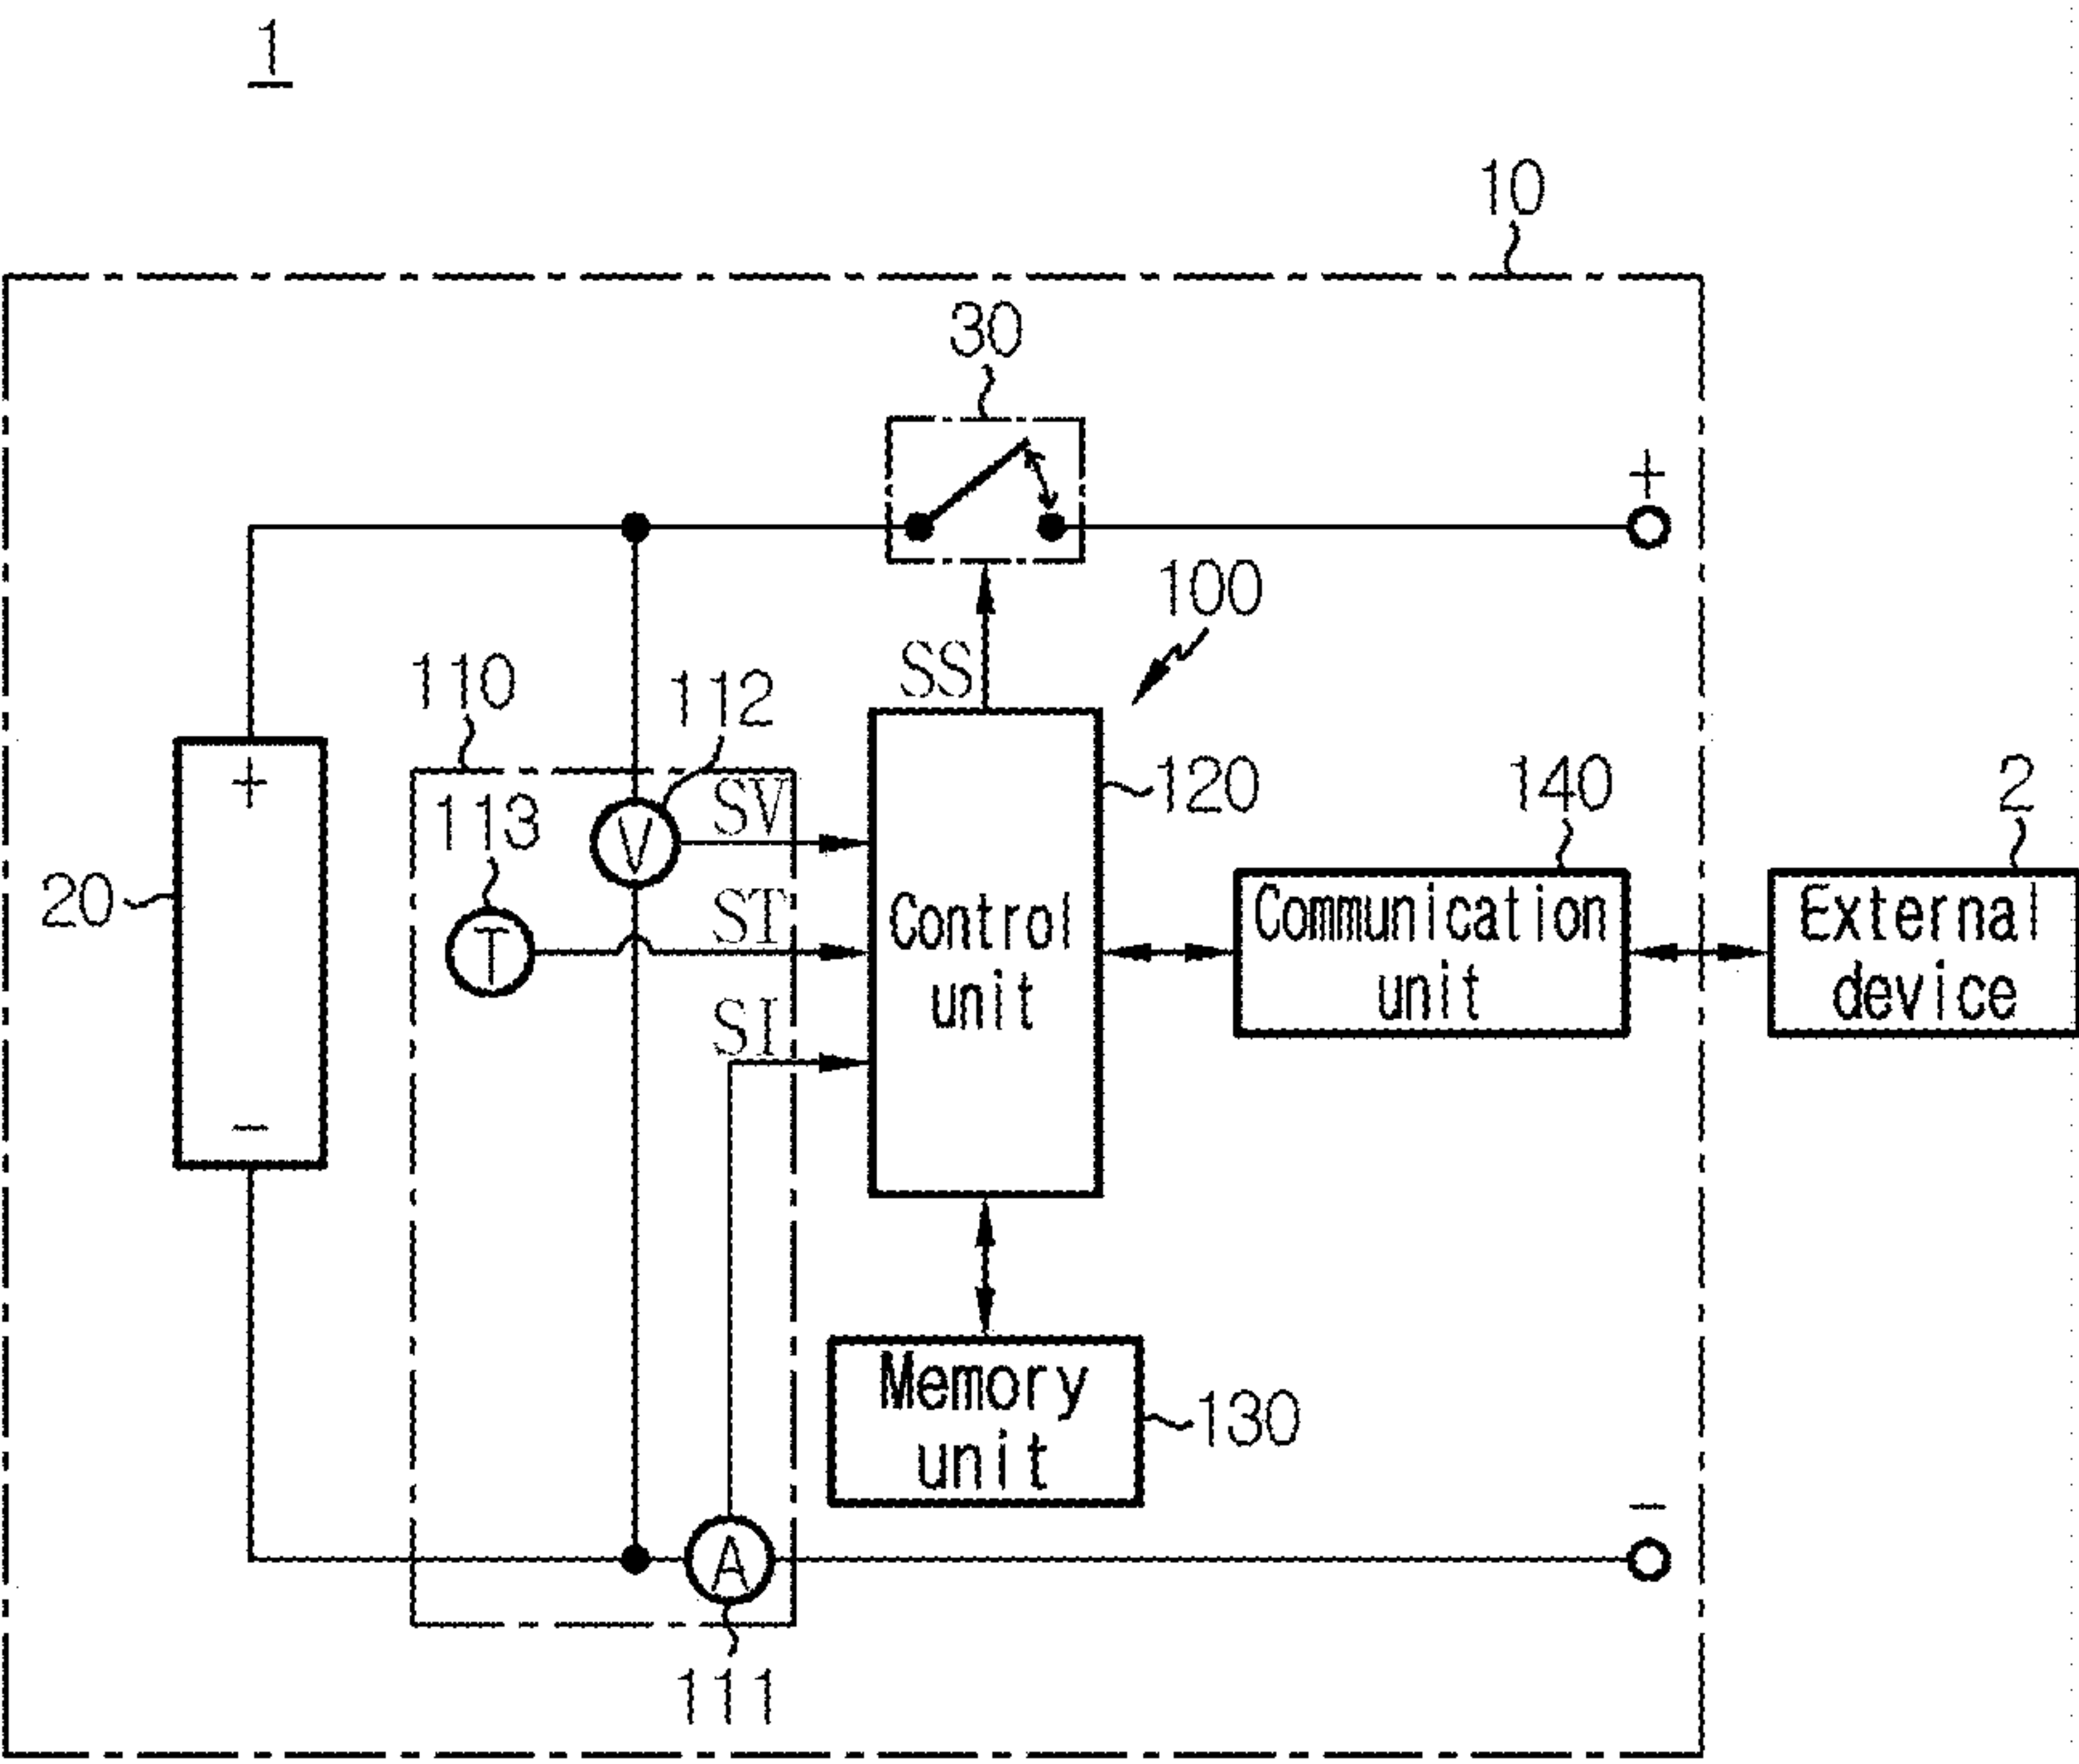 1
10
30
+
100
SS
110
112
SV
120
140
2
+
113
V
20
ST
T
Control
unit
Communication
unit
External
device
SI
−
Memory
unit
130
−
A
111